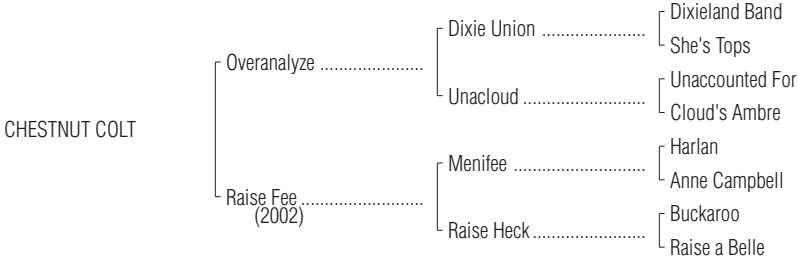 Dixieland Band
Dixie Union ......................
She's Tops
Overanalyze ......................
Unaccounted For
Unacloud ..........................
Cloud's Ambre
CHESTNUT COLT
Harlan
Menifee ............................
Anne Campbell
Raise Fee ..........................
(2002)
Buckaroo
Raise Heck ........................
Raise a Belle